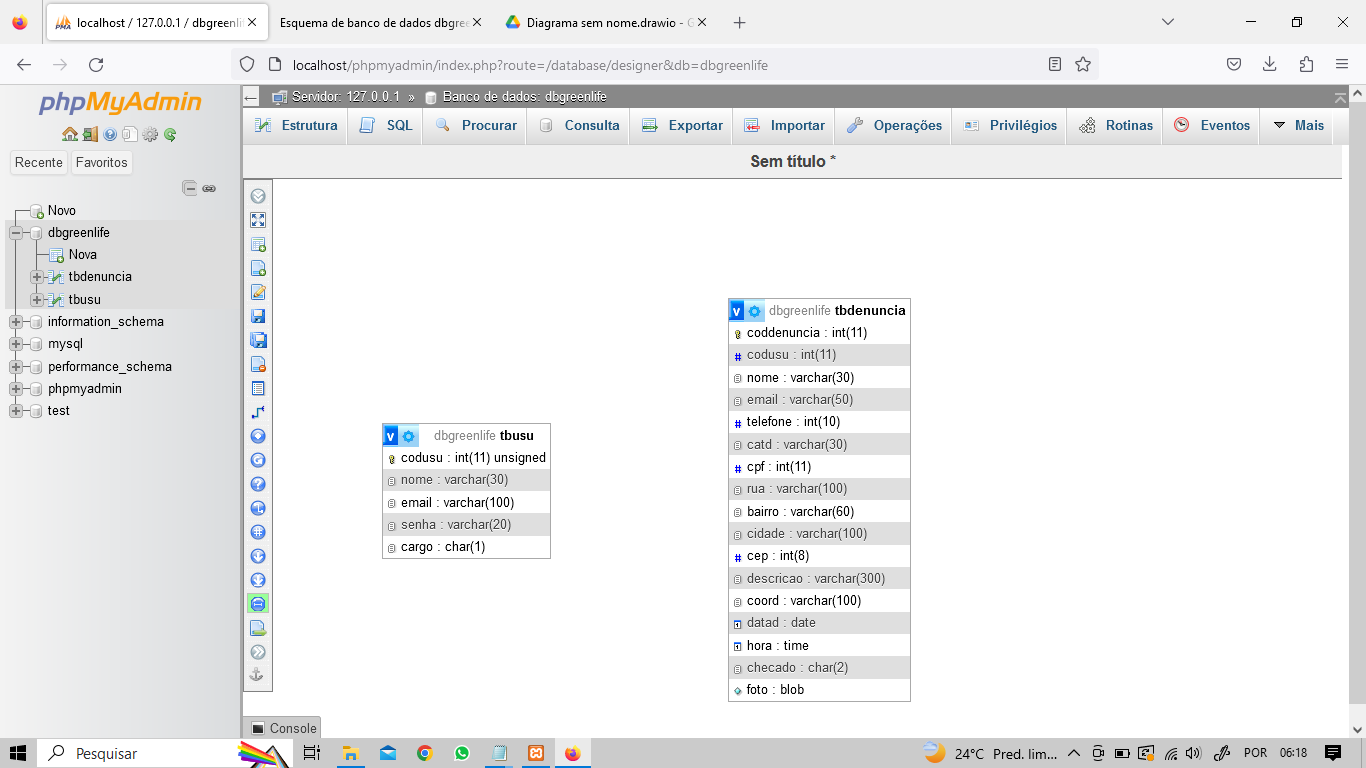 localhost / 127.0.0.1 / dbgreenlif
Esquema de banco de dados dbgree
Diagrama sem nome.drawio - G
localhost/phpmyadmin/index.php?route=/database/designer&db=dbgreenlife
phpMyAdmin
Recente
Favoritos
Novo
dbgreenlife
Nova
tbdenuncia
tbusu
information_schema
mysql
performance_schema
phpmyadmin
test
Servidor: 127.0.0.1 » Banco de dados: dbgreenlife
Estrutura
SQL
Procurar
Consulta
Exportar
Importar
Operações
Privilégios
Rotinas
Eventos
Mais
Sem título *
v dbgreenlife tbusu
codusu : int(11) unsigned
nome : varchar(30)
email : varchar(100)
senha : varchar(20)
cargo : char(1)
v dbgreenlife tbdenuncia
coddenuncia : int(11)
codusu : int(11)
nome : varchar(30)
email : varchar(50)
telefone : int(10)
catd : varchar(30)
cpf : int(11)
rua : varchar(100)
bairro : varchar(60)
cidade : varchar(100)
cep : int(8)
descricao : varchar(300)
coord : varchar(100)
datad : date
hora : time
checado : char(2)
foto : blob
Console
Pesquisar
24°C Pred. lim...
POR
06:18